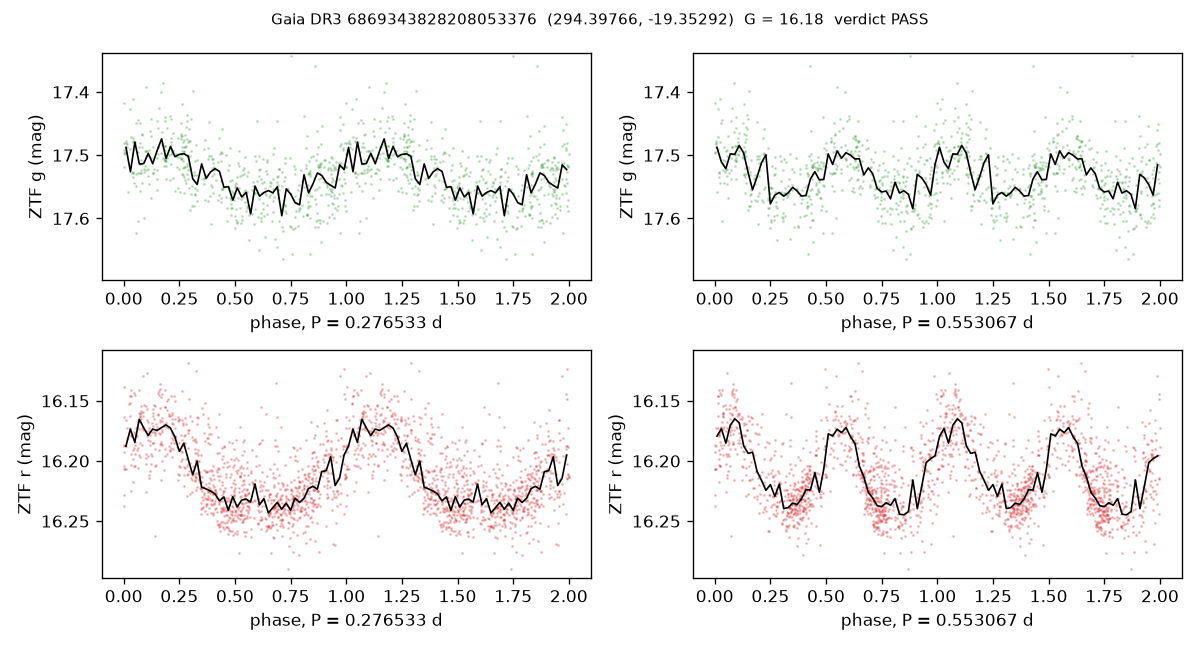 Gaia DR3 6869343828208053376  (294.39766, -19.35292)  G = 16.18  verdict PASS
ZTF g (mag)
17.4
17.5
17.6
0.00 0.25 0.50 0.75 1.00 1.25 1.50 1.75 2.00
phase, P = 0.276533 d
ZTF g (mag)
17.4
17.5
17.6
0.00 0.25 0.50 0.75 1.00 1.25 1.50 1.75 2.00
phase, P = 0.553067 d
ZTF r (mag)
16.15
16.20
16.25
0.00 0.25 0.50 0.75 1.00 1.25 1.50 1.75 2.00
phase, P = 0.276533 d
ZTF r (mag)
16.15
16.20
16.25
0.00 0.25 0.50 0.75 1.00 1.25 1.50 1.75 2.00
phase, P = 0.553067 d